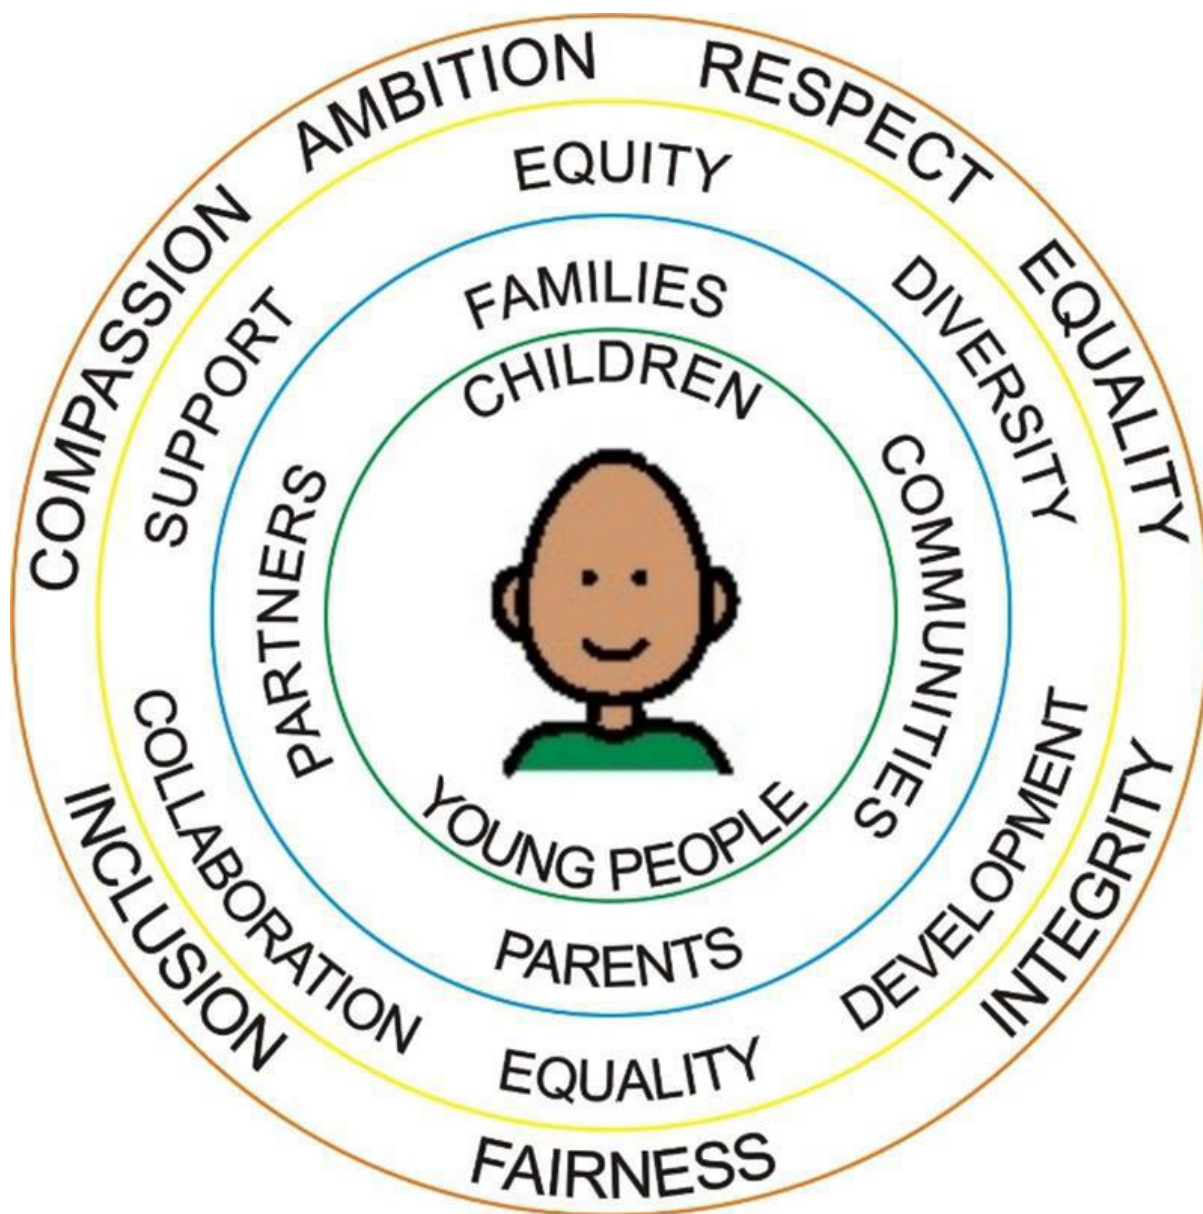 AMBITION
RESPECT
EQUALITY
INTEGRITY
FAIRNESS
INCLUSION
COMPASSION
EQUITY
DIVERSITY
DEVELOPMENT
EQUALITY
COLLABORATION
SUPPORT
FAMILIES
COMMUNITIES
PARENTS
PARTNERS
CHILDREN
YOUNG PEOPLE